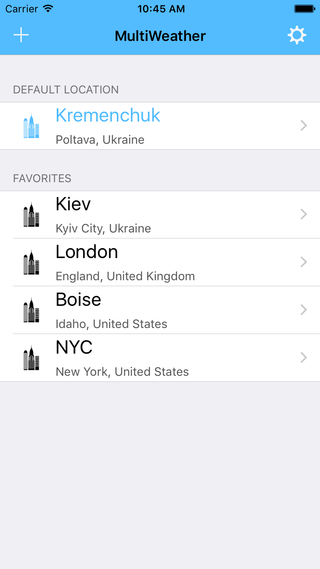 Carrier 10:45 AM
MultiWeather
DEFAULT LOCATION
Kremenchuk
Poltava, Ukraine
FAVORITES
Kiev
Kyiv City, Ukraine
London
England, United Kingdom
Boise
Idaho, United States
NYC
New York, United States